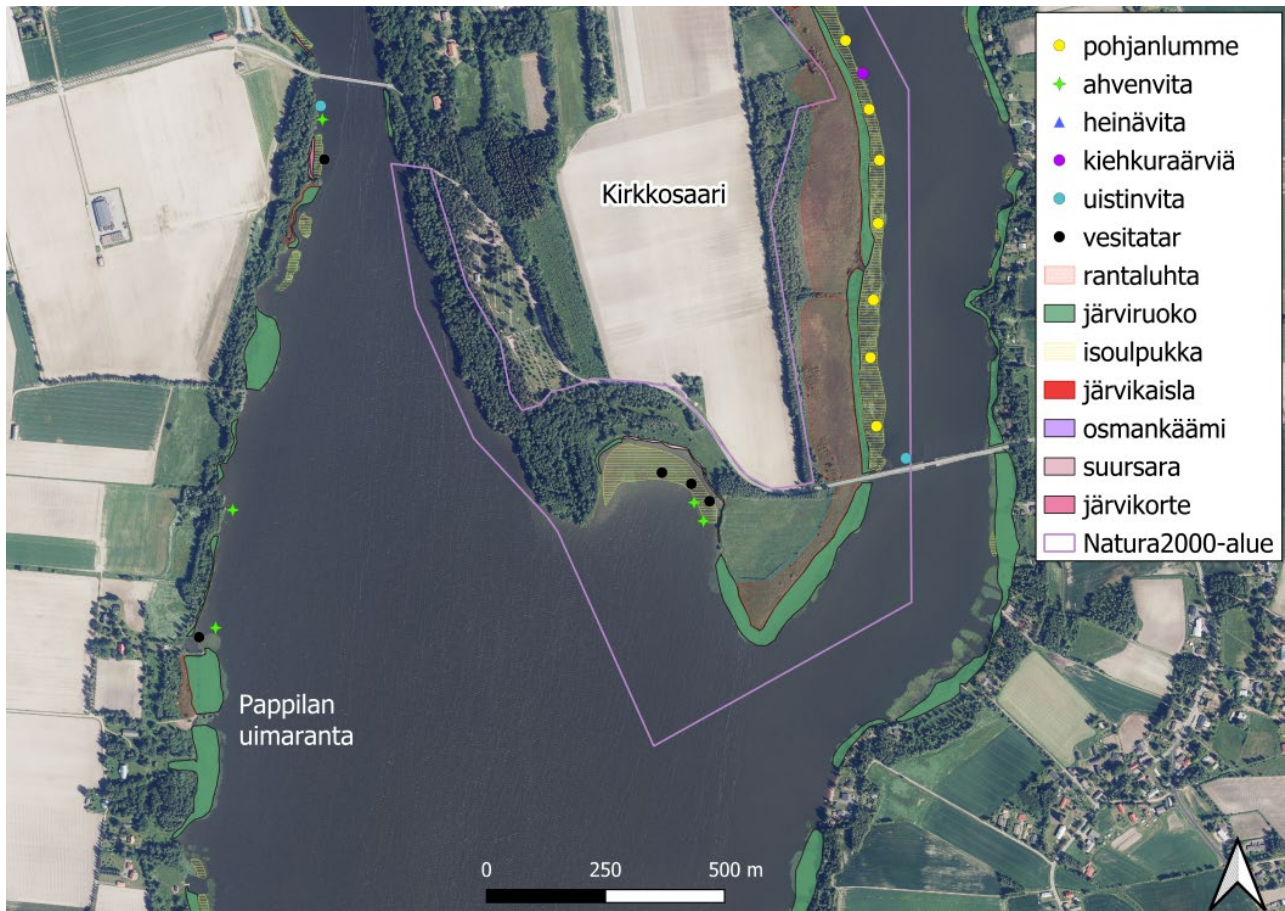 pohjanlumme
ahvenvita
heinävita
kiehkuraärviä
uistinvita
vesitatar
rantaluhta
järviruoko
isoulpukka
järvikaisla
osmankäämi
suursara
järvikorte
Natura2000-alue
Kirkkosaari
Pappilan
uimaranta
0 250 500 m